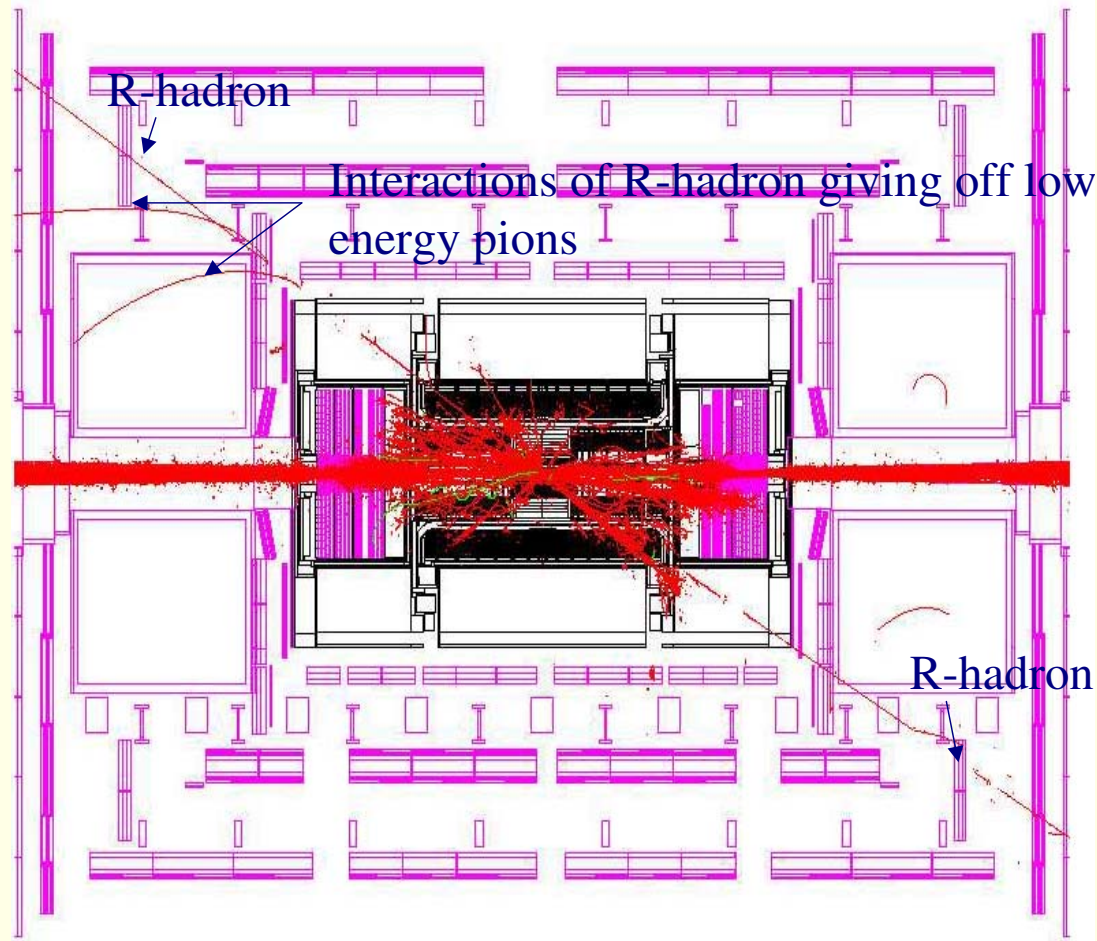 R-hadron
Interactions of R-hadron giving off low
energy pions
R-hadron